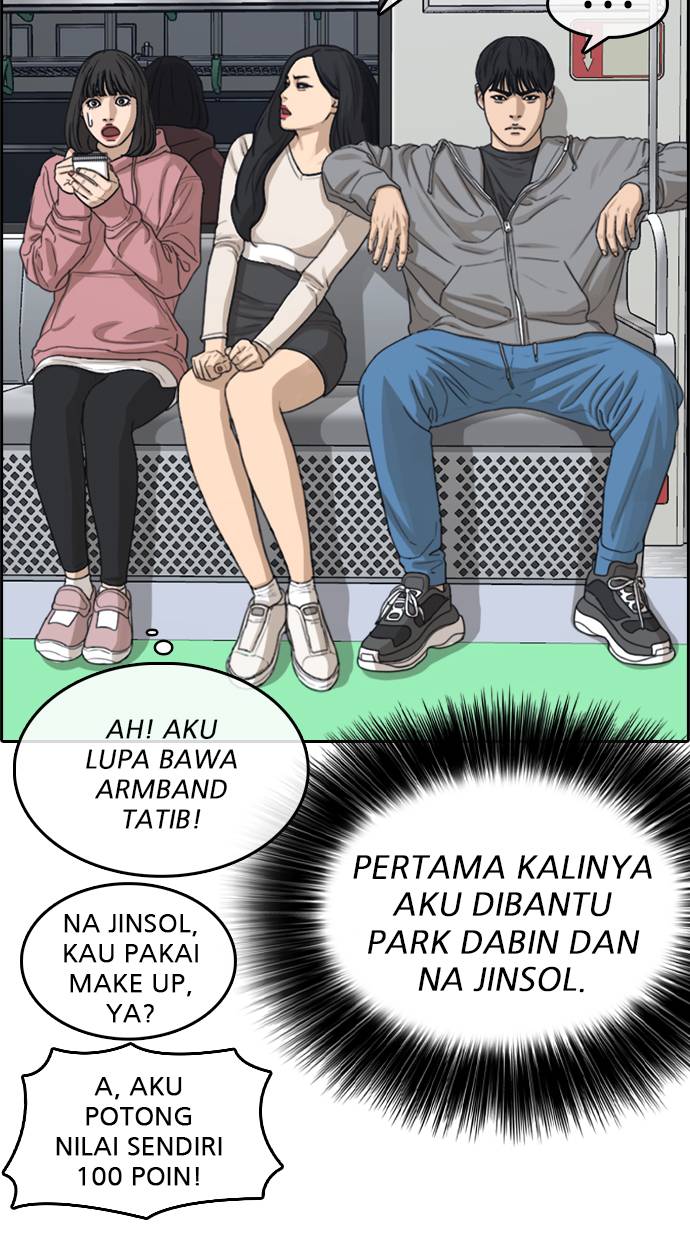 ...
AH! AKU
LUPA BAWA
ARMBAND
TATIB!
PERTAMA KALINYA
AKU DIBANTU
PARK DABIN DAN
NA JINSOL.
NA JINSOL,
KAU PAKAI
MAKE UP,
YA?
A, AKU
POTONG
NILAI SENDIRI
100 POIN!